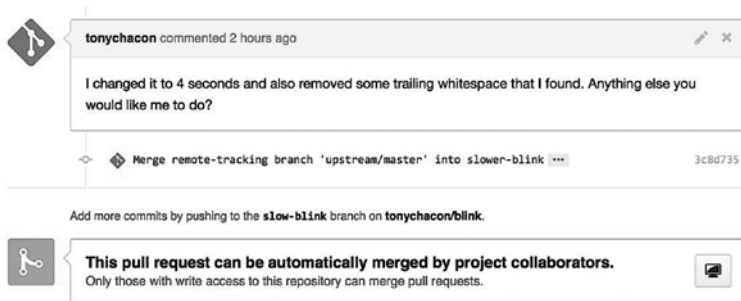 tonychacon commented 2 hours ago
I changed it to 4 seconds and also removed some trailing whitespace that I found. Anything else you
would like me to do?
Merge remote-tracking branch 'upstream/master' into slower-blink ··· 3c8d735
Add more commits by pushing to the slow-blink branch on tonychacon/blink.
This pull request can be automatically merged by project collaborators.
Only those with write access to this repository can merge pull requests.